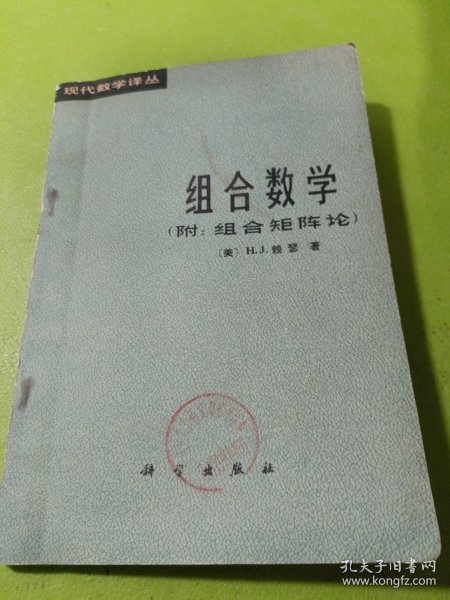 现代数学译丛
组合数学
(附：组合矩阵论)
〔美〕 H.J.赖瑟 著
科学出版社
孔夫子旧书网
www.kongfz.com